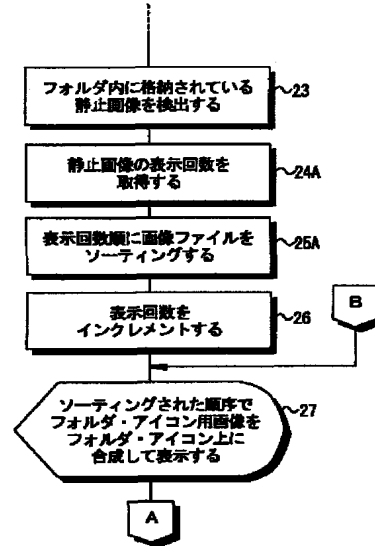 フォルダ内に格納されている
静止画像を検出する
23
静止画像の表示回数を
取得する
24A
表示回数順に画像ファイルを
ソーティングする
25A
表示回数を
インクレメントする
26
B
ソーティングされた順序で
フォルダ・アイコン用画像を
フォルダ・アイコン上に
合成して表示する
27
A